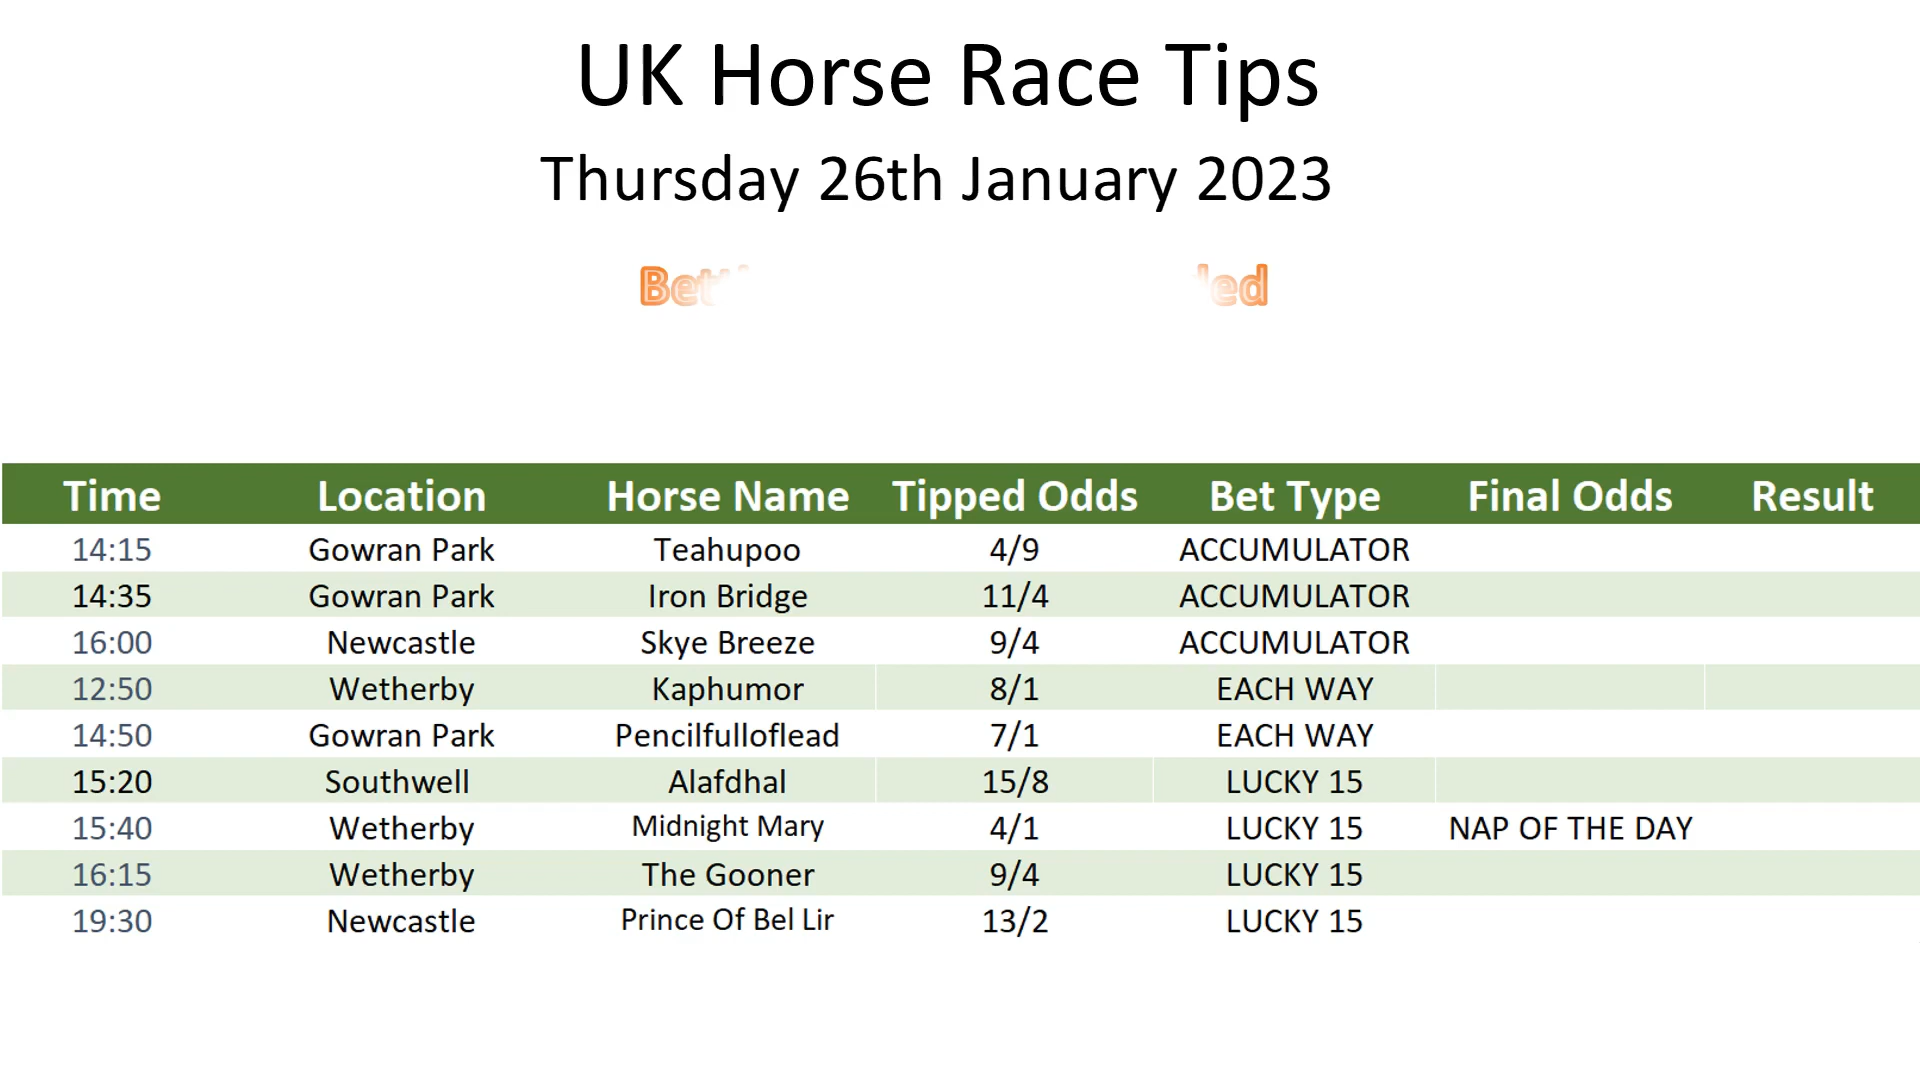 UK Horse Race Tips
Thursday 26th January 2023
Time Location Horse Name Tipped Odds Bet Type Final Odds Result
14:15 Gowran Park Teahupoo 4/9 ACCUMULATOR
14:35 Gowran Park Iron Bridge 11/4 ACCUMULATOR
16:00 Newcastle Skye Breeze 9/4 ACCUMULATOR
12:50 Wetherby Kaphumor 8/1 EACH WAY
14:50 Gowran Park Pencilfulloflead 7/1 EACH WAY
15:20 Southwell Alafdhal 15/8 LUCKY 15
15:40 Wetherby Midnight Mary 4/1 LUCKY 15 NAP OF THE DAY
16:15 Wetherby The Gooner 9/4 LUCKY 15
19:30 Newcastle Prince Of Bel Lir 13/2 LUCKY 15